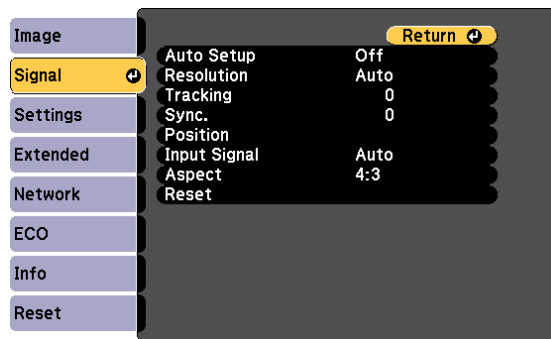 Image
Signal
Settings
Extended
Network
ECO
Info
Reset
Return
Auto Setup Off
Resolution Auto
Tracking 0
Sync. 0
Position
Input Signal Auto
Aspect 4:3
Reset